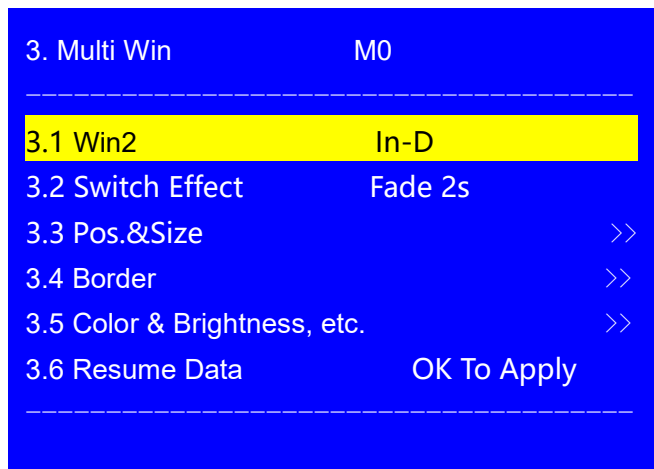 3. Multi Win M0
3.1 Win2 In-D
3.2 Switch Effect Fade 2s
3.3 Pos.&Size >>
3.4 Border >>
3.5 Color & Brightness, etc. >>
3.6 Resume Data OK To Apply